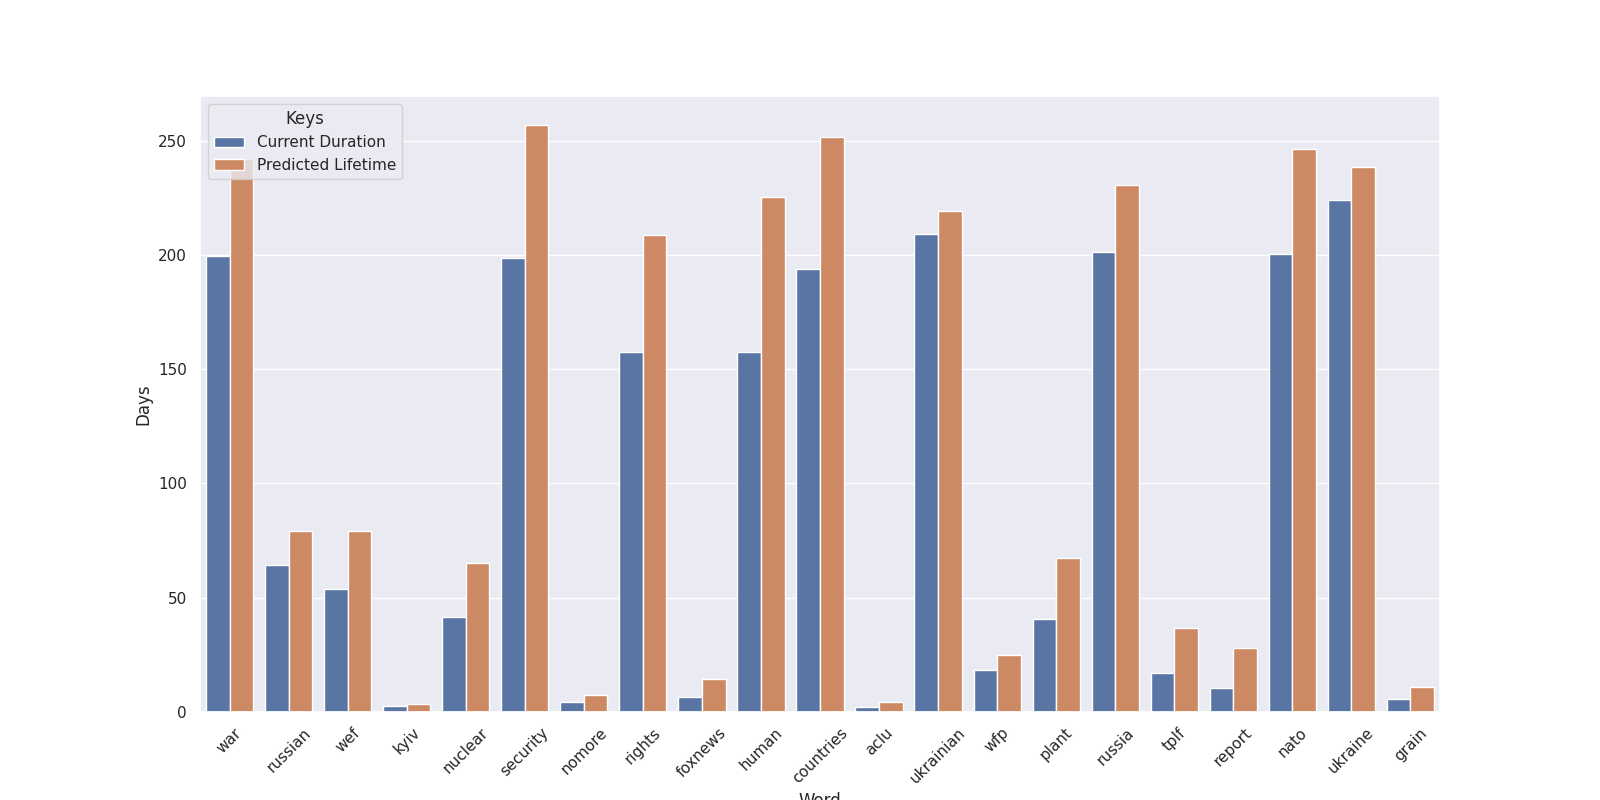 Keys
Current Duration
Predicted Lifetime
250
200
150
100
50
0
Days
war
russian
wef
kyiv
nuclear
security
nomore
rights
foxnews
human
countries
aclu
ukrainian
wfp
plant
russia
tplf
report
nato
ukraine
grain
Word